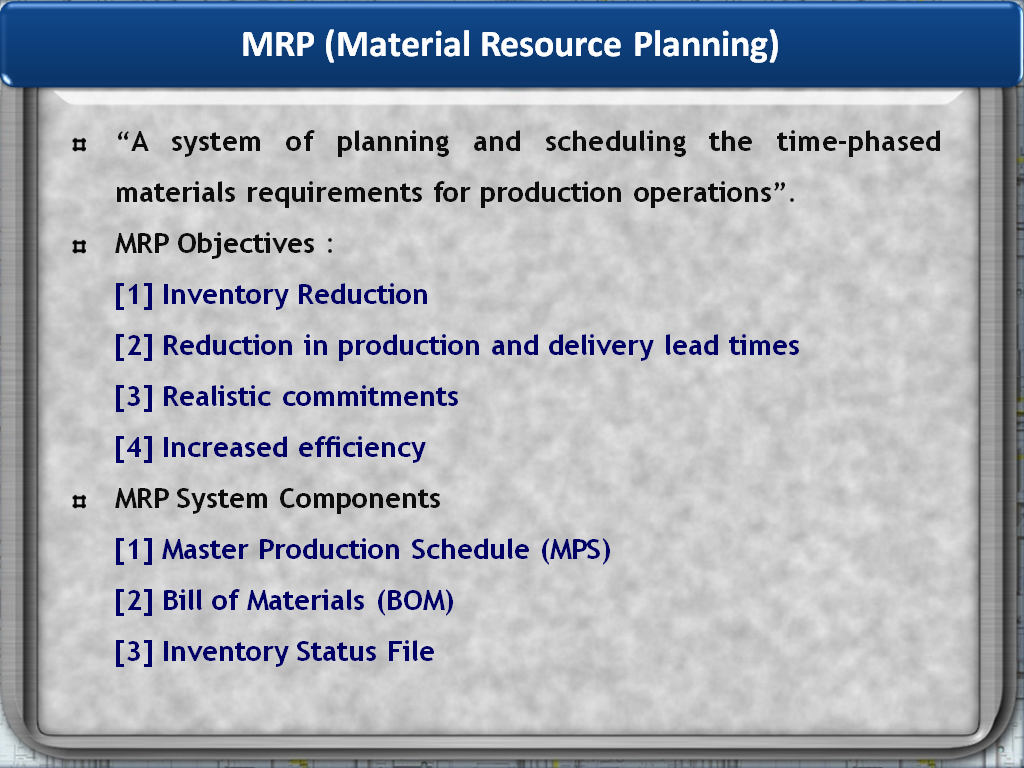 MRP (Material Resource Planning)
¤ “A system of planning and scheduling the time-phased
materials requirements for production operations”.
¤ MRP Objectives :
[1] Inventory Reduction
[2] Reduction in production and delivery lead times
[3] Realistic commitments
[4] Increased efficiency
¤ MRP System Components
[1] Master Production Schedule (MPS)
[2] Bill of Materials (BOM)
[3] Inventory Status File